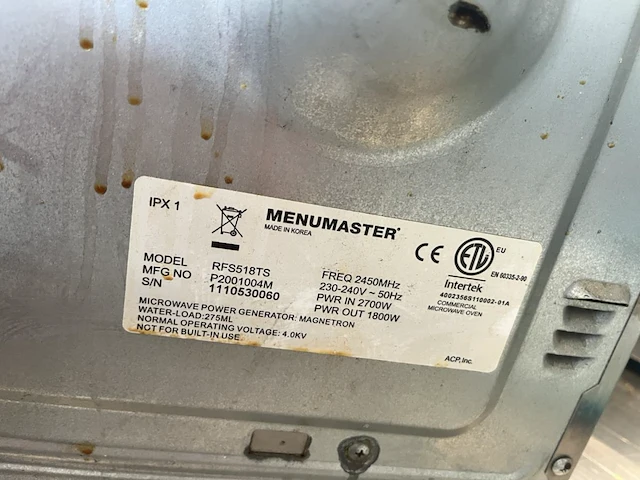 IPX 1
MENUMASTER
MADE IN KOREA
MODEL RFS518TS
MFG NO P2001004M
S/N 1110530060
FREQ 2450MHz
230-240V ~ 50Hz
PWR IN 2700W
PWR OUT 1800W
MICROWAVE POWER GENERATOR: MAGNETRON
WATER-LOAD:275ML
NORMAL OPERATING VOLTAGE: 4.0KV
NOT FOR BUILT-IN USE.
CE
ETL
EU
EN 60335-2-90
Intertek
4002356S110002-01A
COMMERCIAL
MICROWAVE OVEN
ACP, Inc.